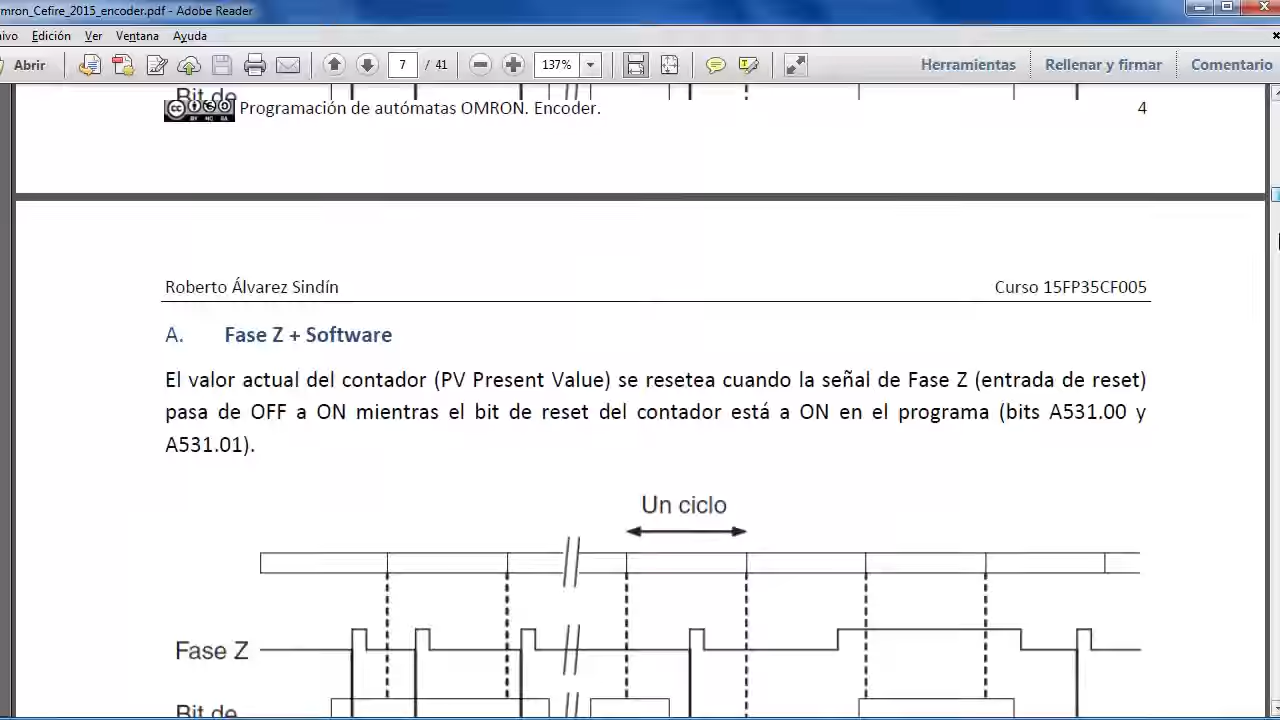 mron_Cefire_2015_encoder.pdf - Adobe Reader
ivo Edición Ver Ventana Ayuda
Abrir 7 / 41 137% Herramientas Rellenar y firmar Comentario
Bit de
Programación de autómatas OMRON. Encoder. 4
Roberto Álvarez Sindín Curso 15FP35CF005
A. Fase Z + Software
El valor actual del contador (PV Present Value) se resetea cuando la señal de Fase Z (entrada de reset)
pasa de OFF a ON mientras el bit de reset del contador está a ON en el programa (bits A531.00 y
A531.01).
Un ciclo
Fase Z
Bit de